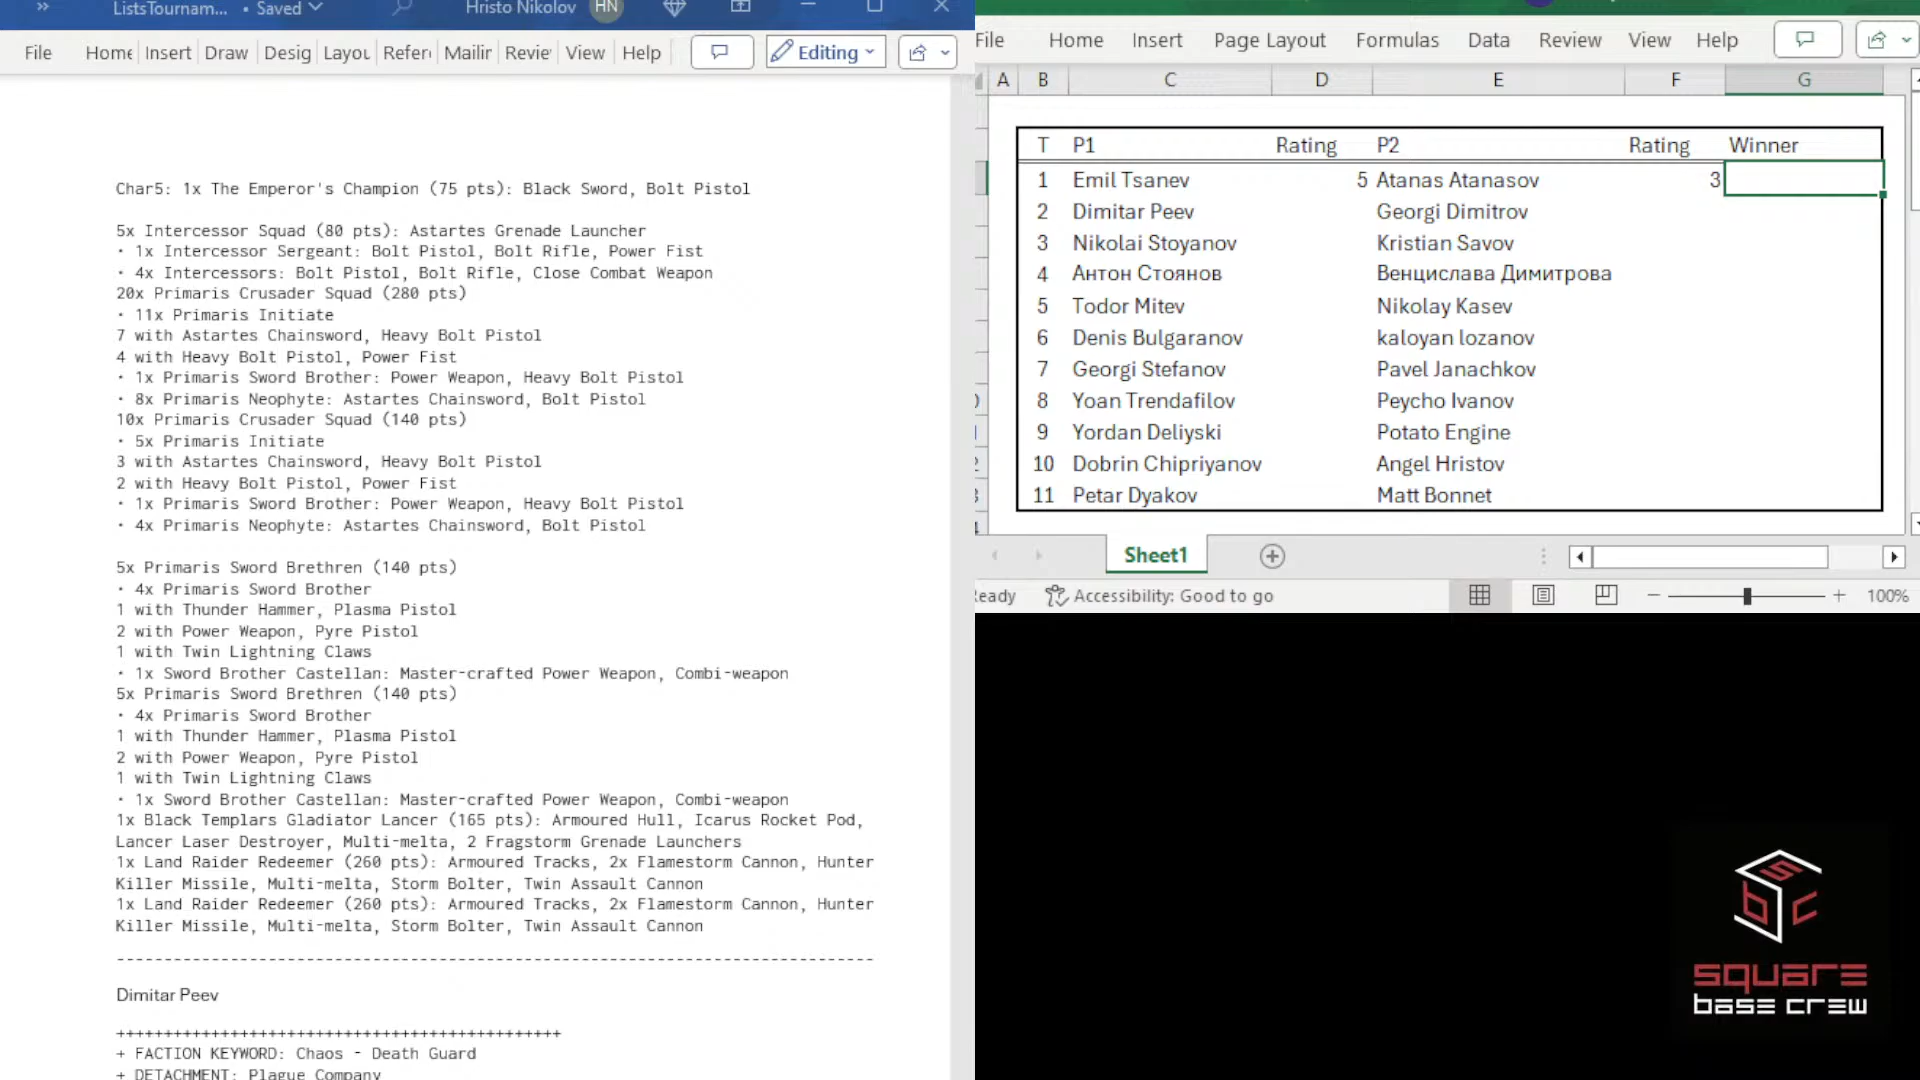 ListsTournam... • Saved
Hristo Nikolov HN
File Home Insert Draw Desig Layou Refer Mailin Revie View Help Editing
Char5: 1x The Emperor's Champion (75 pts): Black Sword, Bolt Pistol
5x Intercessor Squad (80 pts): Astartes Grenade Launcher
• 1x Intercessor Sergeant: Bolt Pistol, Bolt Rifle, Power Fist
• 4x Intercessors: Bolt Pistol, Bolt Rifle, Close Combat Weapon
20x Primaris Crusader Squad (280 pts)
• 11x Primaris Initiate
7 with Astartes Chainsword, Heavy Bolt Pistol
4 with Heavy Bolt Pistol, Power Fist
• 1x Primaris Sword Brother: Power Weapon, Heavy Bolt Pistol
• 8x Primaris Neophyte: Astartes Chainsword, Bolt Pistol
10x Primaris Crusader Squad (140 pts)
• 5x Primaris Initiate
3 with Astartes Chainsword, Heavy Bolt Pistol
2 with Heavy Bolt Pistol, Power Fist
• 1x Primaris Sword Brother: Power Weapon, Heavy Bolt Pistol
• 4x Primaris Neophyte: Astartes Chainsword, Bolt Pistol
5x Primaris Sword Brethren (140 pts)
• 4x Primaris Sword Brother
1 with Thunder Hammer, Plasma Pistol
2 with Power Weapon, Pyre Pistol
1 with Twin Lightning Claws
• 1x Sword Brother Castellan: Master-crafted Power Weapon, Combi-weapon
5x Primaris Sword Brethren (140 pts)
• 4x Primaris Sword Brother
1 with Thunder Hammer, Plasma Pistol
2 with Power Weapon, Pyre Pistol
1 with Twin Lightning Claws
• 1x Sword Brother Castellan: Master-crafted Power Weapon, Combi-weapon
1x Black Templars Gladiator Lancer (165 pts): Armoured Hull, Icarus Rocket Pod,
Lancer Laser Destroyer, Multi-melta, 2 Fragstorm Grenade Launchers
1x Land Raider Redeemer (260 pts): Armoured Tracks, 2x Flamestorm Cannon, Hunter
Killer Missile, Multi-melta, Storm Bolter, Twin Assault Cannon
1x Land Raider Redeemer (260 pts): Armoured Tracks, 2x Flamestorm Cannon, Hunter
Killer Missile, Multi-melta, Storm Bolter, Twin Assault Cannon
--------------------------------------------------------------------------------
Dimitar Peev
+++++++++++++++++++++++++++++++++++++++++++++++
+ FACTION KEYWORD: Chaos - Death Guard
+ DETACHMENT: Plague Company
File Home Insert Page Layout Formulas Data Review View Help
A B C D E F G
T P1 Rating P2 Rating Winner
1 Emil Tsanev 5 Atanas Atanasov 3
2 Dimitar Peev Georgi Dimitrov
3 Nikolai Stoyanov Kristian Savov
4 Антон Стоянов Венцислава Димитрова
5 Todor Mitev Nikolay Kasev
6 Denis Bulgaranov kaloyan lozanov
7 Georgi Stefanov Pavel Janachkov
8 Yoan Trendafilov Peycho Ivanov
9 Yordan Deliyski Potato Engine
10 Dobrin Chipriyanov Angel Hristov
11 Petar Dyakov Matt Bonnet
Sheet1
eady Accessibility: Good to go 100%
sbc
square
base crew